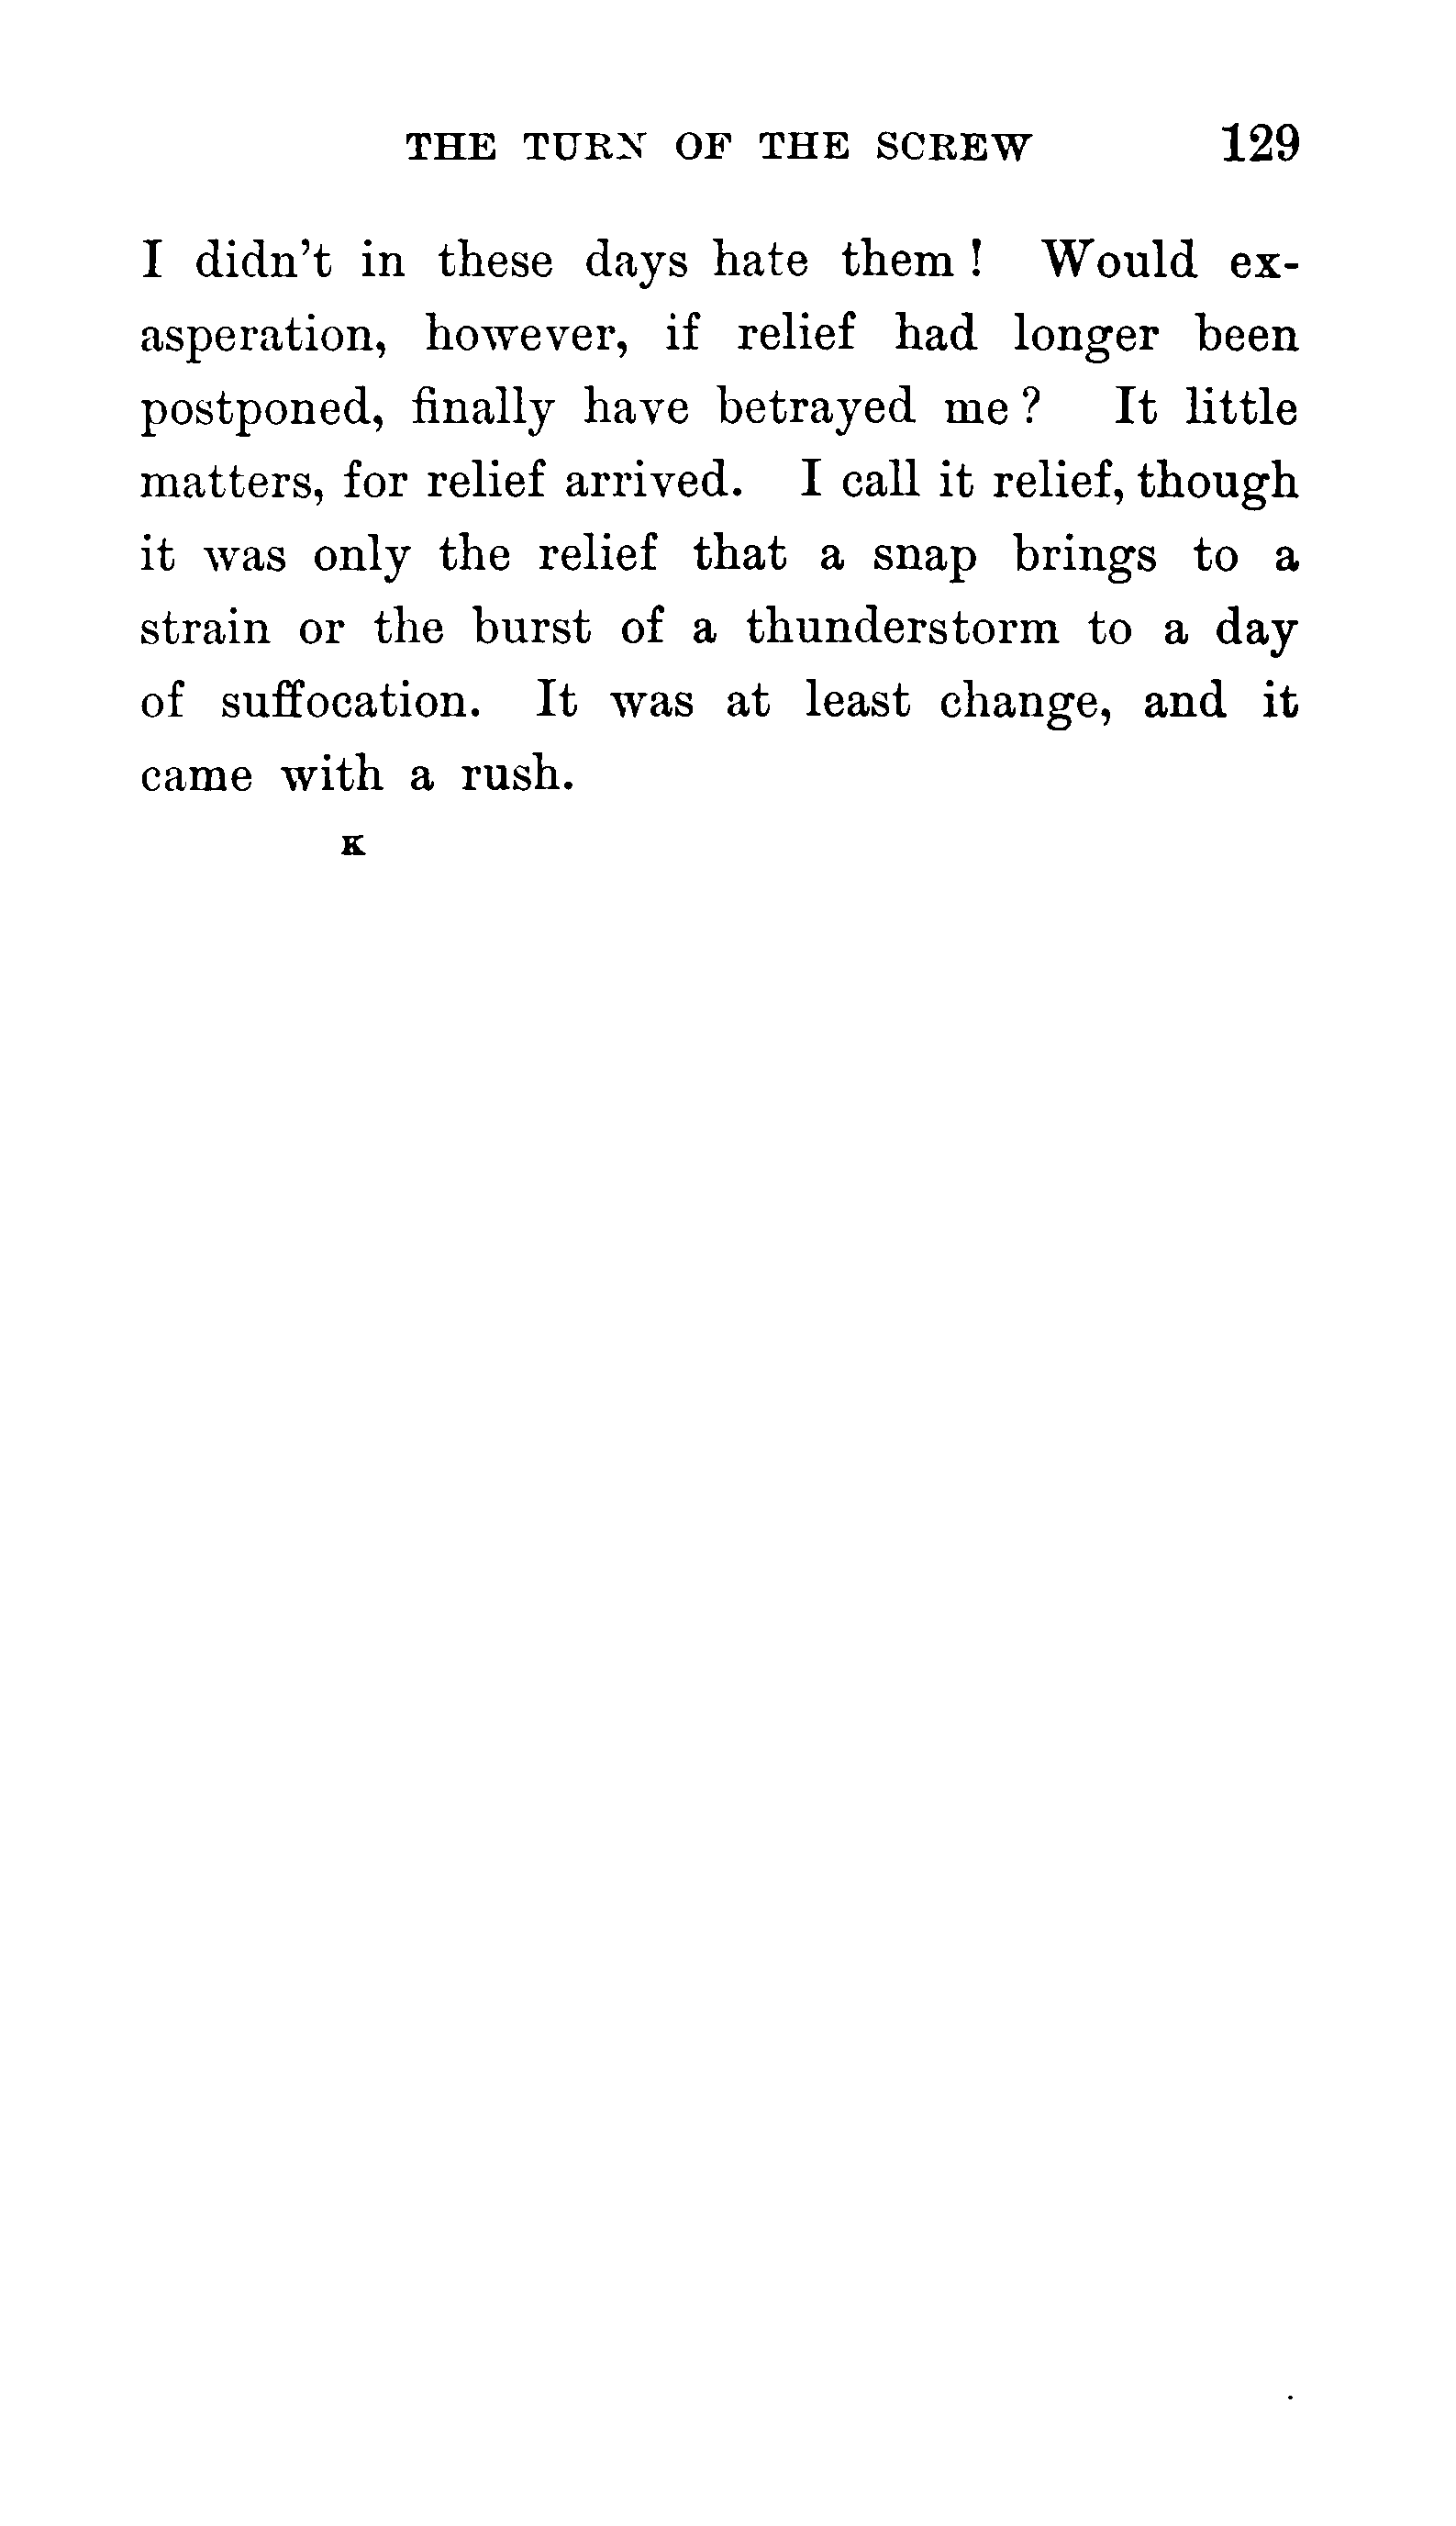 THE TURN OF THE SCREW 129
I didn't in these days hate them! Would ex-
asperation, however, if relief had longer been
postponed, finally have betrayed me? It little
matters, for relief arrived. I call it relief, though
it was only the relief that a snap brings to a
strain or the burst of a thunderstorm to a day
of suffocation. It was at least change, and it
came with a rush.
K